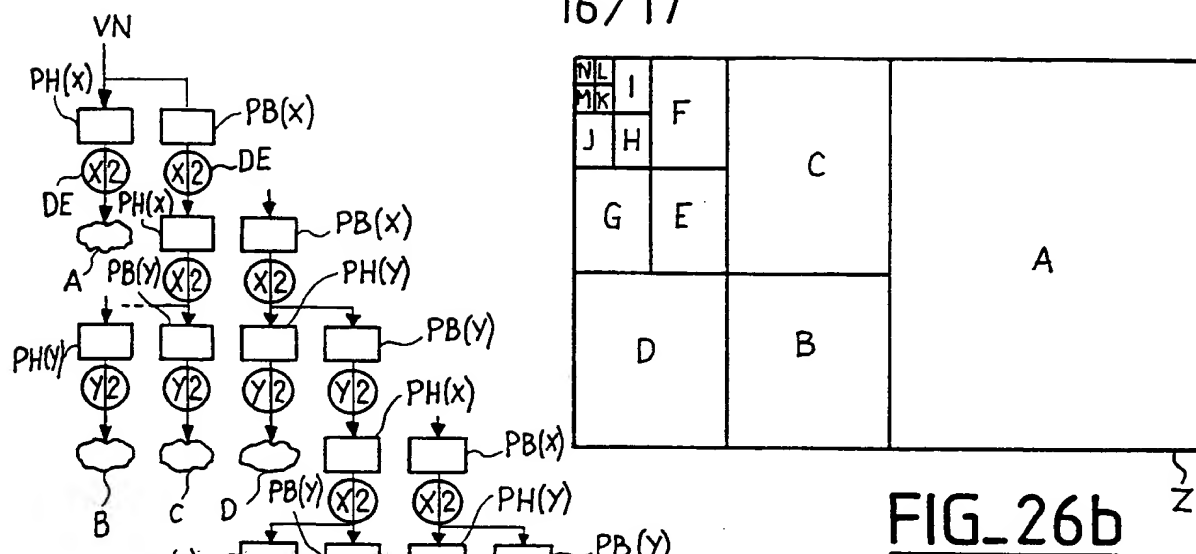 16/17
VN
PH(x)
PB(x)
X2
X2
DE
DE
PH(x)
PB(x)
A
PB(Y)
X2
X2
PH(Y)
PH(Y)
PB(Y)
Y2
Y2
Y2
Y2
PH(x)
PB(x)
B
C
D
PB(Y)
X2
X2
PH(Y)
PB(Y)
N
L
I
F
C
A
M
K
J
H
G
E
D
B
Z
FIG_26b